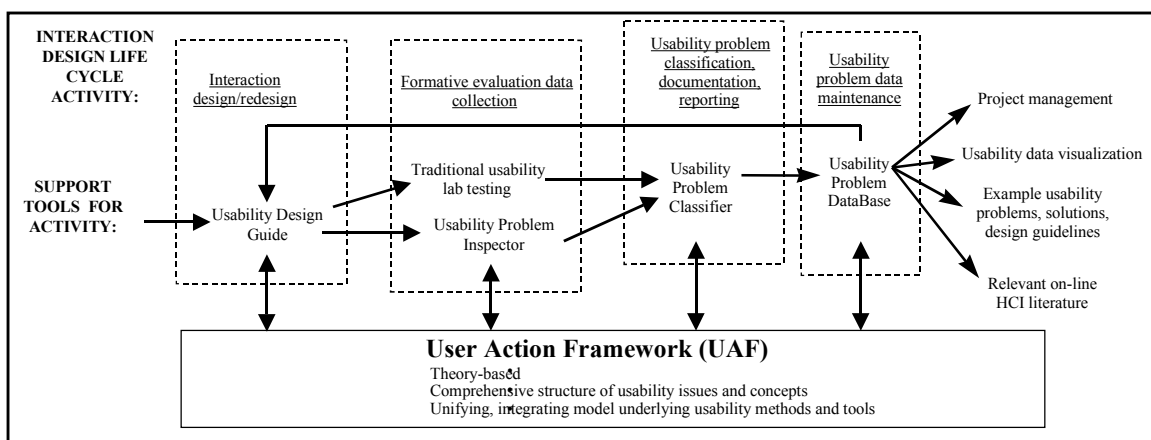 INTERACTION
DESIGN LIFE
CYCLE
ACTIVITY:
Interaction
design/redesign
Formative evaluation data
collection
Usability problem
classification,
documentation,
reporting
Usability
problem data
maintenance
SUPPORT
TOOLS FOR
ACTIVITY:
Usability Design
Guide
Traditional usability
lab testing
Usability Problem
Inspector
Usability
Problem
Classifier
Usability
Problem
DataBase
Project management
Usability data visualization
Example usability
problems, solutions,
design guidelines
Relevant on-line
HCI literature
User Action Framework (UAF)
Theory-based
Comprehensive structure of usability issues and concepts
Unifying, integrating model underlying usability methods and tools